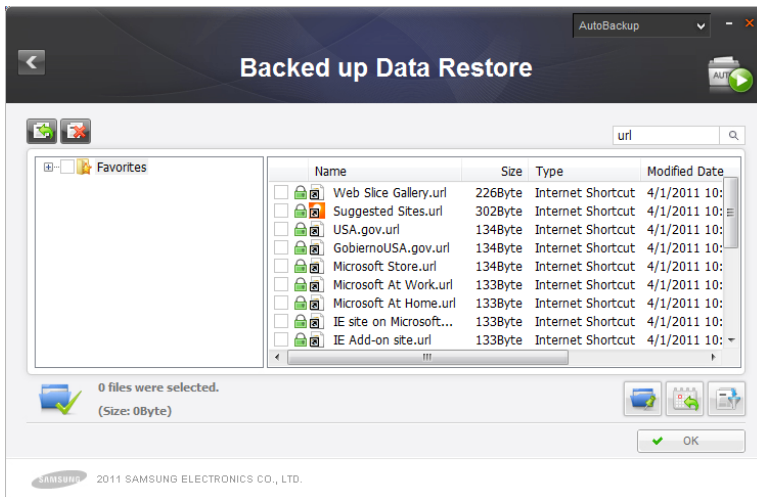 AutoBackup
Backed up Data Restore
AUT
url
Favorites
Name Size Type Modified Date
Web Slice Gallery.url 226Byte Internet Shortcut 4/1/2011 10:
Suggested Sites.url 302Byte Internet Shortcut 4/1/2011 10:
USA.gov.url 134Byte Internet Shortcut 4/1/2011 10:
GobiernoUSA.gov.url 134Byte Internet Shortcut 4/1/2011 10:
Microsoft Store.url 134Byte Internet Shortcut 4/1/2011 10:
Microsoft At Work.url 133Byte Internet Shortcut 4/1/2011 10:
Microsoft At Home.url 133Byte Internet Shortcut 4/1/2011 10:
IE site on Microsoft... 133Byte Internet Shortcut 4/1/2011 10:
IE Add-on site.url 133Byte Internet Shortcut 4/1/2011 10:
0 files were selected.
(Size: 0Byte)
OK
SAMSUNG 2011 SAMSUNG ELECTRONICS CO., LTD.